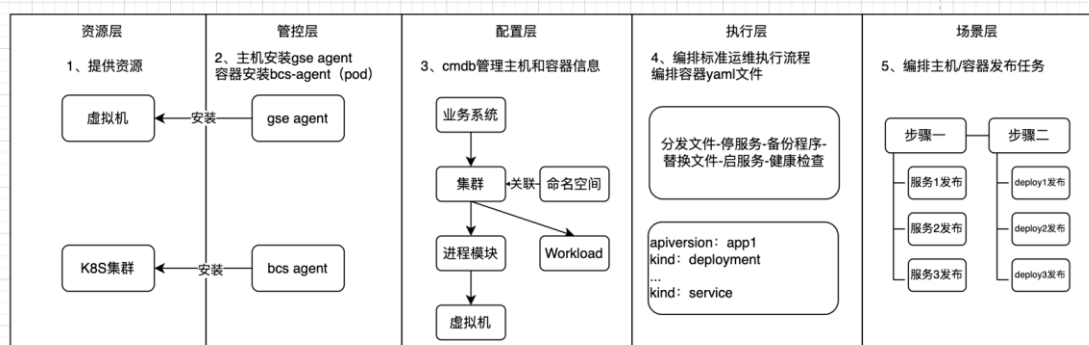 资源层
1、提供资源
虚拟机
安装
K8S集群
安装
管控层
2、主机安装gse agent
容器安装bcs-agent（pod）
gse agent
bcs agent
配置层
3、cmdb管理主机和容器信息
业务系统
集群
关联
命名空间
进程模块
Workload
虚拟机
执行层
4、编排标准运维执行流程
编排容器yaml文件
分发文件-停服务-备份程序-
替换文件-启服务-健康检查
apiversion：app1
kind：deployment
...
kind：service
场景层
5、编排主机/容器发布任务
步骤一
服务1发布
服务2发布
服务3发布
步骤二
deploy1发布
deploy2发布
deploy3发布